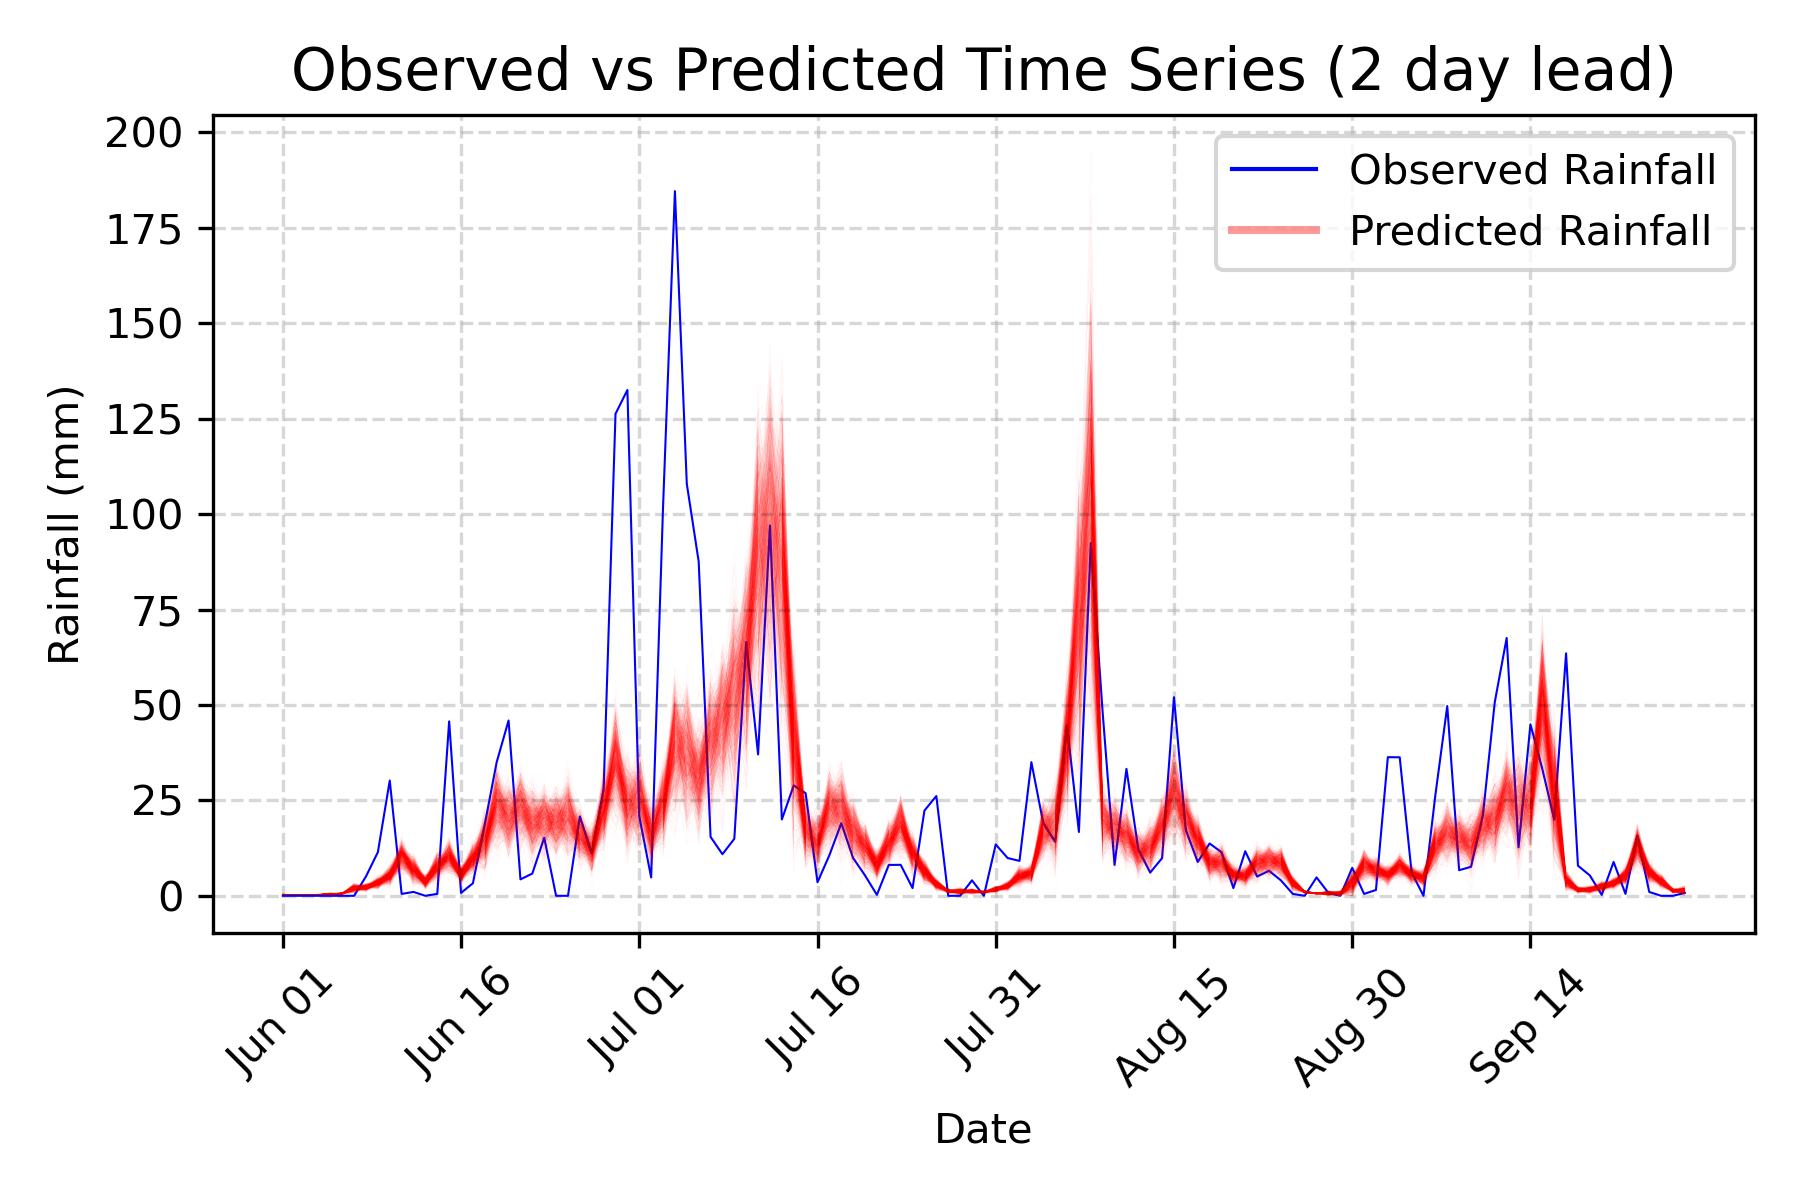 Observed vs Predicted Time Series (2 day lead)
200
175
150
125
100
75
50
25
0
Rainfall (mm)
Observed Rainfall
Predicted Rainfall
Jun 01
Jun 16
Jul 01
Jul 16
Jul 31
Aug 15
Aug 30
Sep 14
Date